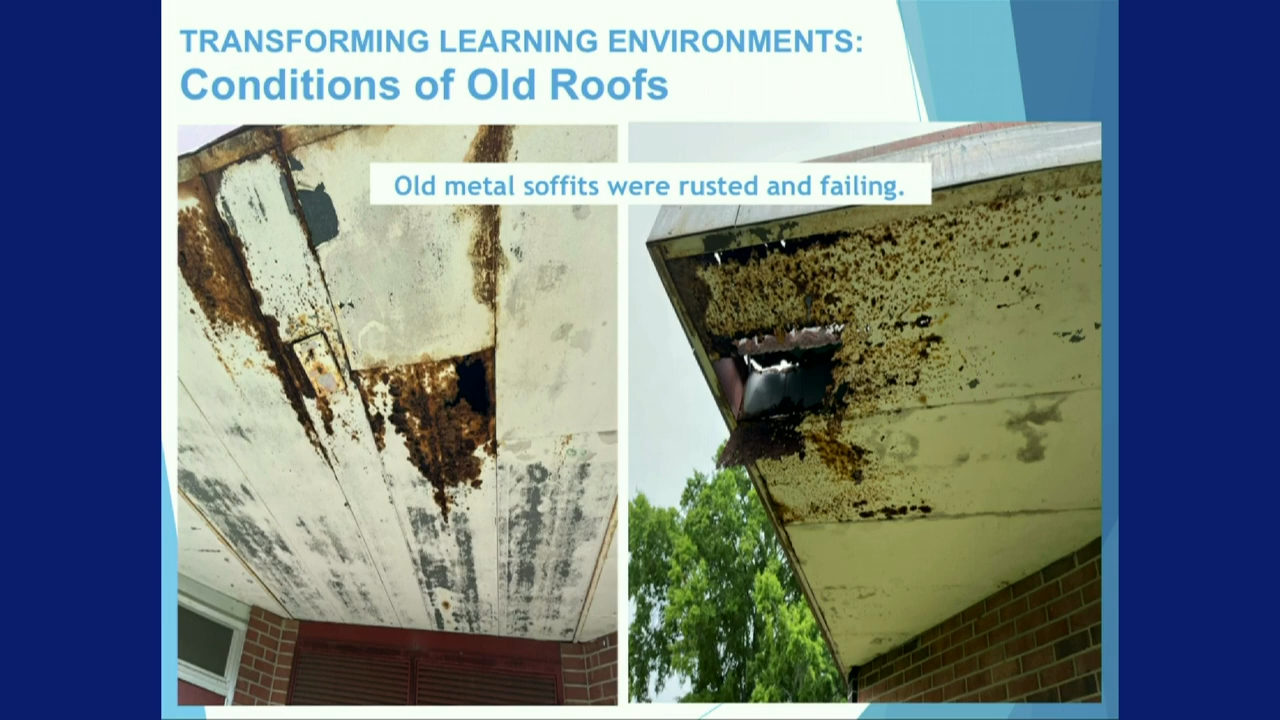 TRANSFORMING LEARNING ENVIRONMENTS:
Conditions of Old Roofs
Old metal soffits were rusted and failing.